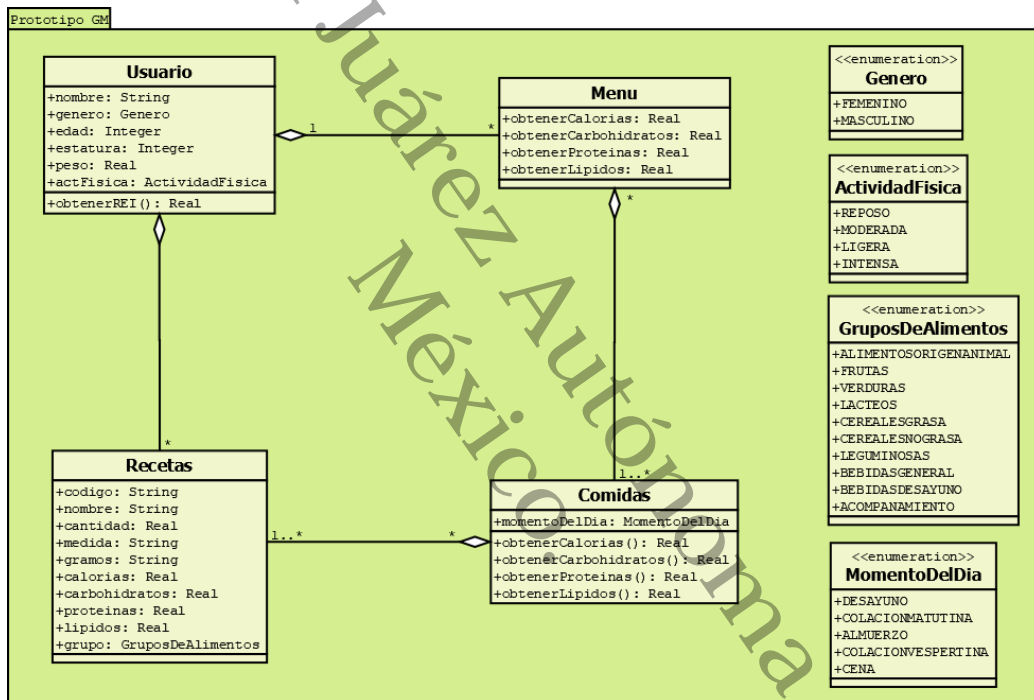 Prototipo GM
Usuario
+nombre: String
+genero: Genero
+edad: Integer
+estatura: Integer
+peso: Real
+actFisica: ActividadFisica
+obtenerREI(): Real
1
*
Menu
+obtenerCalorias: Real
+obtenerCarbohidratos: Real
+obtenerProteinas: Real
+obtenerLipidos: Real
*
1..*
*
Recetas
+codigo: String
+nombre: String
+cantidad: Real
+medida: String
+gramos: String
+calorias: Real
+carbohidratos: Real
+proteinas: Real
+lipidos: Real
+grupo: GruposDeAlimentos
1..*
*
Comidas
+momentoDelDia: MomentoDelDia
+obtenerCalorias(): Real
+obtenerCarbohidratos(): Real
+obtenerProteinas(): Real
+obtenerLipidos(): Real
<<enumeration>>
Genero
+FEMENINO
+MASCULINO
<<enumeration>>
ActividadFisica
+REPOSO
+MODERADA
+LIGERA
+INTENSA
<<enumeration>>
GruposDeAlimentos
+ALIMENTOSORIGENANIMAL
+FRUTAS
+VERDURAS
+LACTEOS
+CEREALESGRASA
+CEREALESNOGRASA
+LEGUMINOSAS
+BEBIDASGENERAL
+BEBIDASDESAYUNO
+ACOMPANAMIENTO
<<enumeration>>
MomentoDelDia
+DESAYUNO
+COLACIONMATUTINA
+ALMUERZO
+COLACIONVESPERTINA
+CENA
Juárez Autónoma
México.